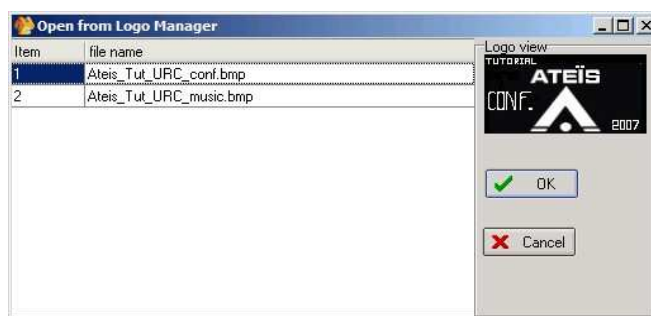 Open from Logo Manager
Item file name
1 Ateis_Tut_URC_conf.bmp
2 Ateis_Tut_URC_music.bmp
Logo view
TUTORIAL
ATEÏS
CONF.
2007
OK
Cancel